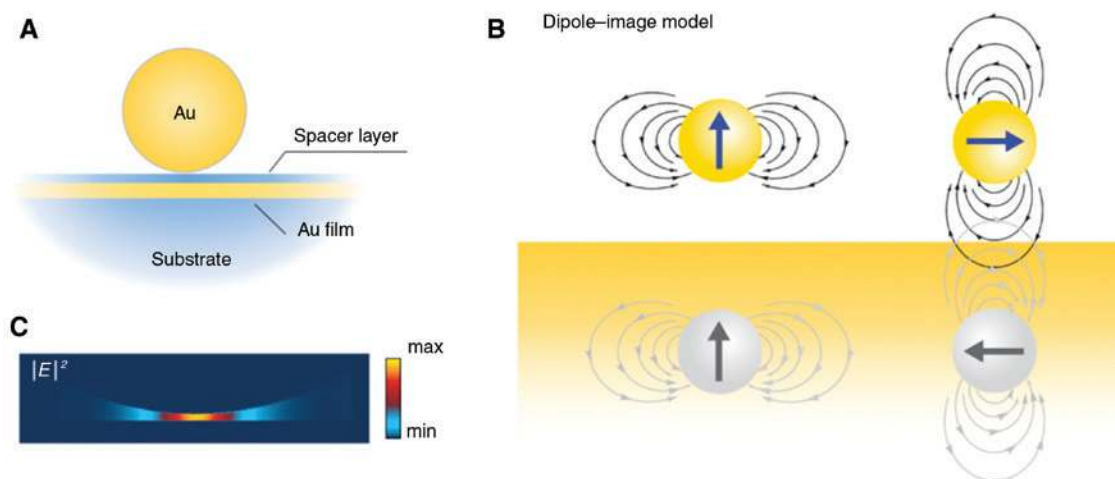 A
Au
Spacer layer
Au film
Substrate
B
Dipole–image model
C
|E|²
max
min